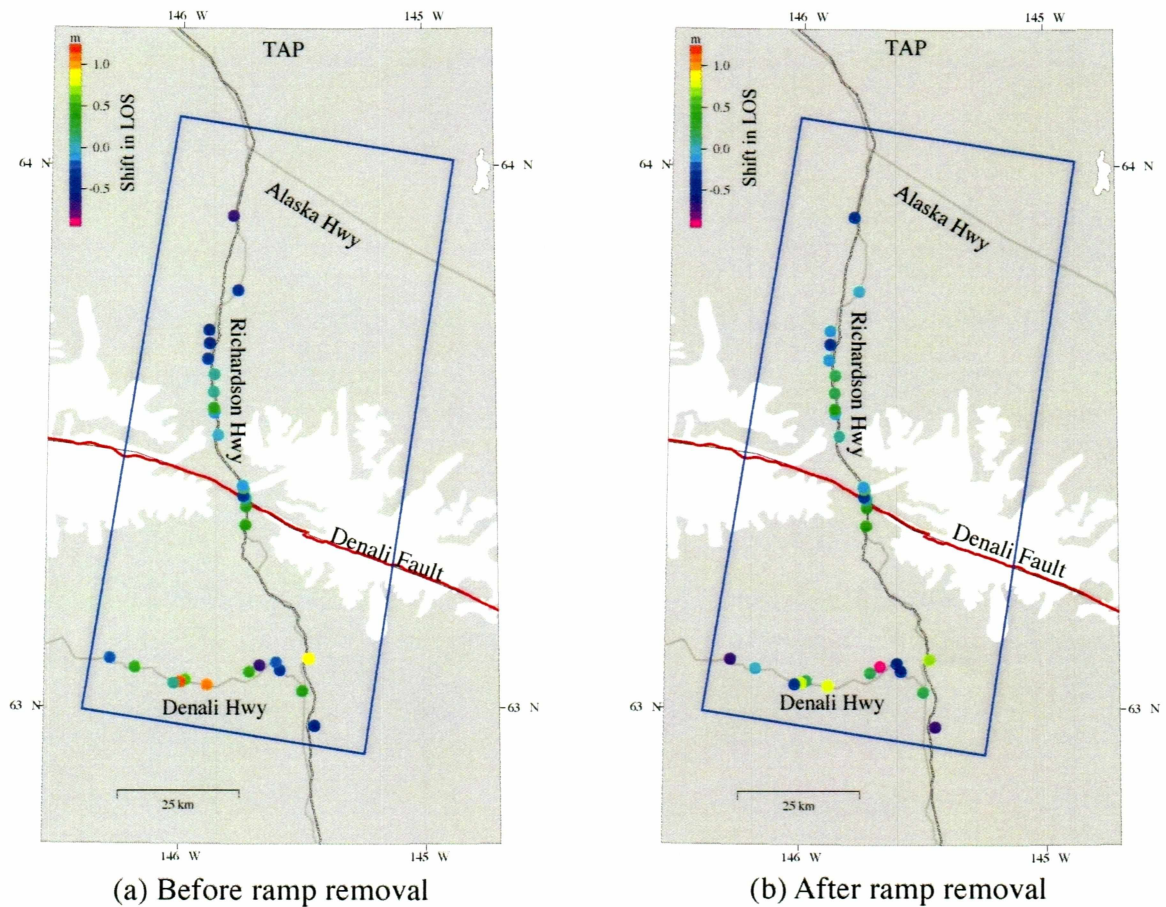 146 W 145 W
TAP
m
1.0
0.5
0.0
-0.5
Shift in LOS
64 N 64 N
Alaska Hwy
Richardson Hwy
Denali Fault
Denali Hwy
63 N 63 N
25 km
146 W 145 W
(a) Before ramp removal
146 W 145 W
TAP
m
1.0
0.5
0.0
-0.5
Shift in LOS
64 N 64 N
Alaska Hwy
Richardson Hwy
Denali Fault
Denali Hwy
63 N 63 N
25 km
146 W 145 W
(b) After ramp removal